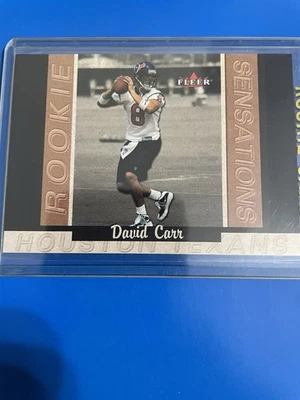 ROOKIE
FLEER
SENSATIONS
8
David Carr
HOUSTON TEXANS